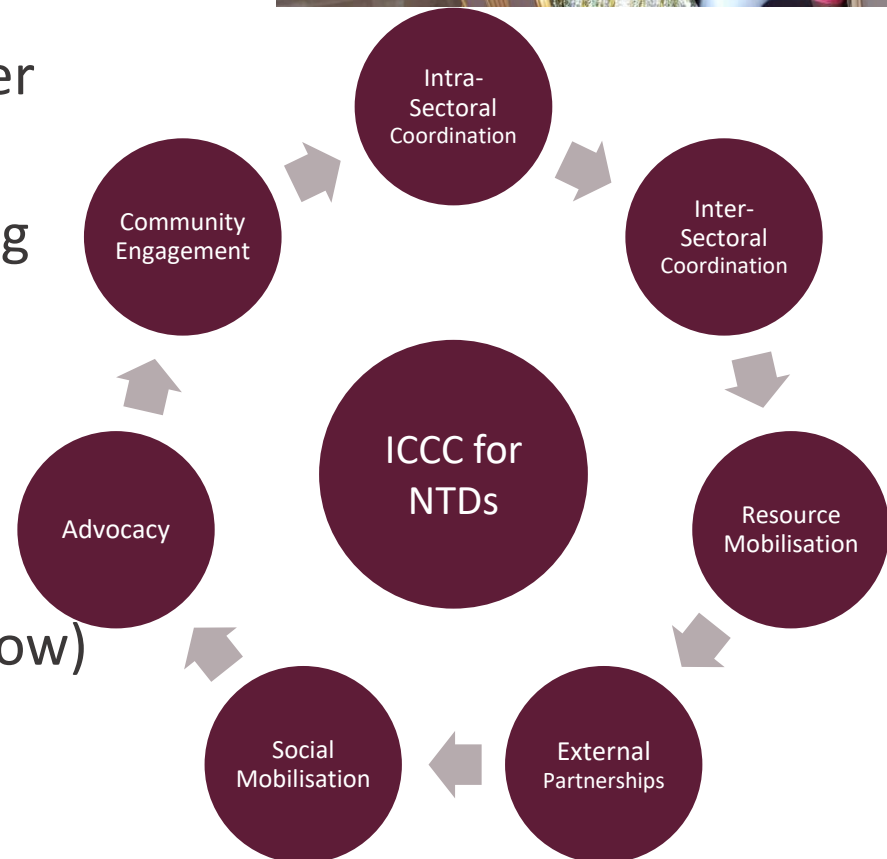 er
g
ow)
Intra-
Sectoral
Coordination
Inter-
Sectoral
Coordination
Resource
Mobilisation
External
Partnerships
Social
Mobilisation
Advocacy
Community
Engagement
ICCC for
NTDs